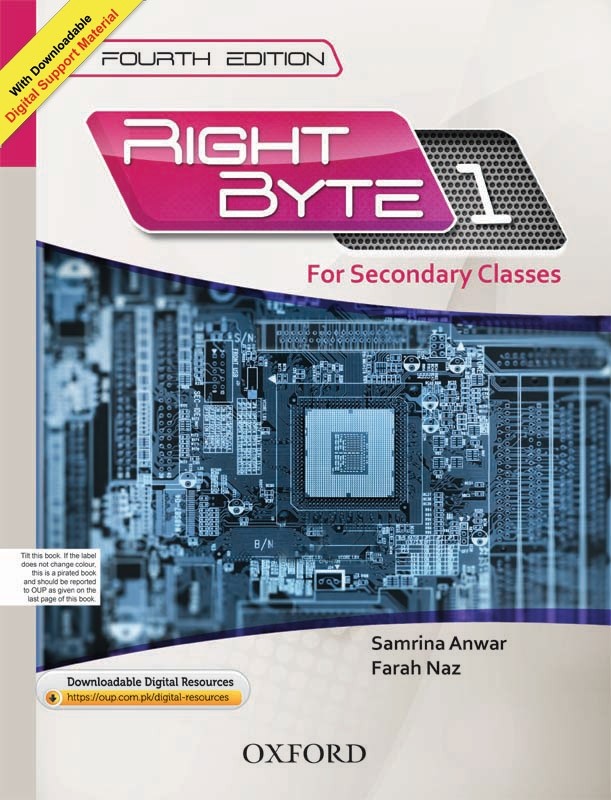 With Downloadable
Digital Support Material
FOURTH EDITION
RIGHT
BYTE 1
For Secondary Classes
S/N
B/N
Tilt this book. If the label
does not change colour,
this is a pirated book
and should be reported
to OUP as given on the
last page of this book.
Samrina Anwar
Farah Naz
Downloadable Digital Resources
https://oup.com.pk/digital-resources
OXFORD